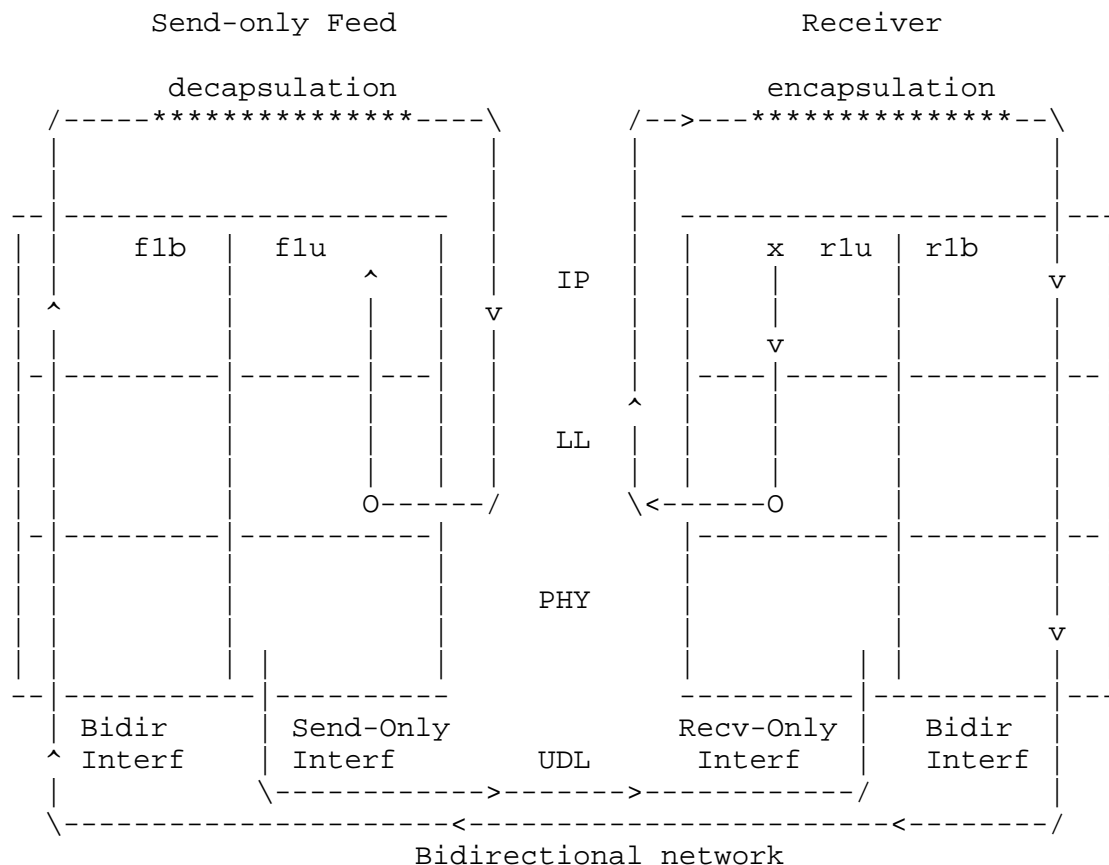 Send-only Feed Receiver
decapsulation encapsulation
/-----***************----\ /-->---***************--\
f1b f1u x r1u r1b
IP
^ ^ v v
v
^
LL
O------/ \<------O
PHY
v
Bidir Send-Only Recv-Only Bidir
^ Interf Interf UDL Interf Interf
\------------>------->------------/
\-----------------------<------------------------<--------/
Bidirectional network